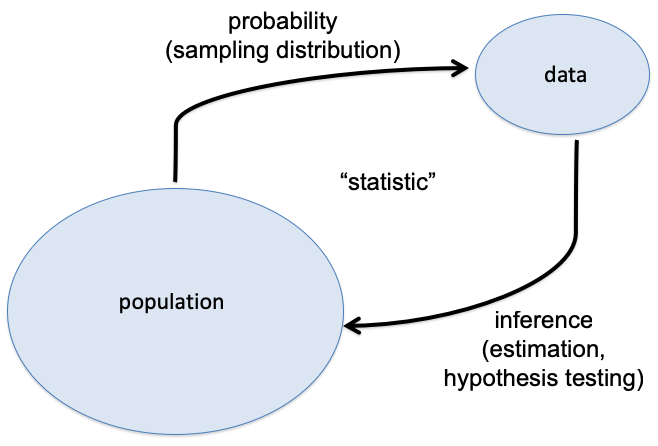 probability
(sampling distribution)
data
“statistic”
population
inference
(estimation,
hypothesis testing)